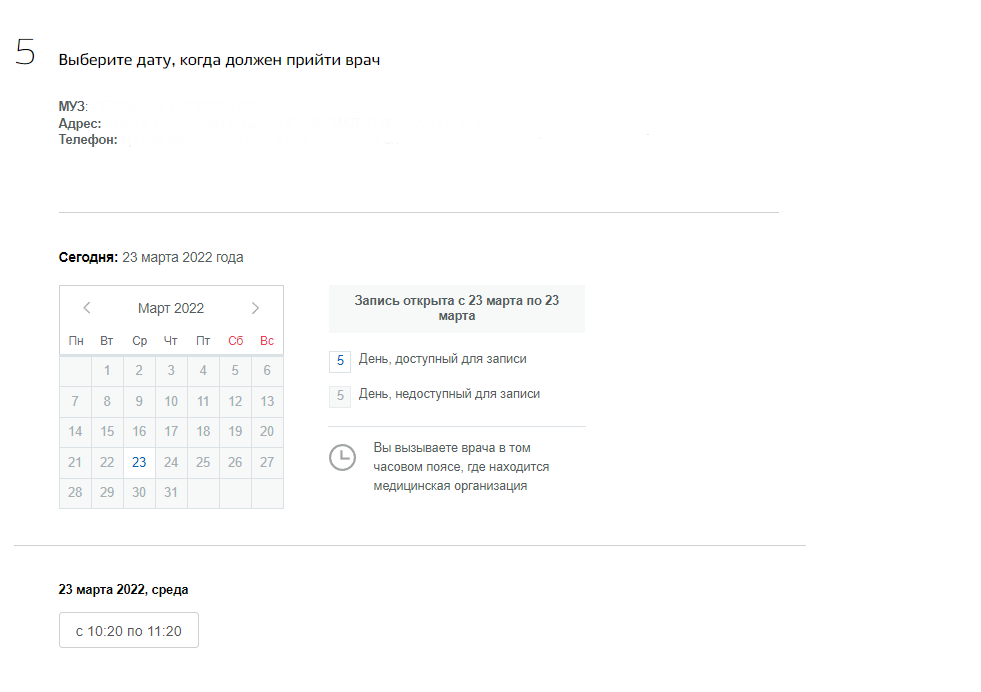 5
Выберите дату, когда должен прийти врач
МУЗ:
Адрес:
Телефон:
Сегодня: 23 марта 2022 года
Март 2022
Пн Вт Ср Чт Пт Сб Вс
1 2 3 4 5 6
7 8 9 10 11 12 13
14 15 16 17 18 19 20
21 22 23 24 25 26 27
28 29 30 31
Запись открыта с 23 марта по 23
марта
5 День, доступный для записи
5 День, недоступный для записи
Вы вызываете врача в том
часовом поясе, где находится
медицинская организация
23 марта 2022, среда
с 10:20 по 11:20